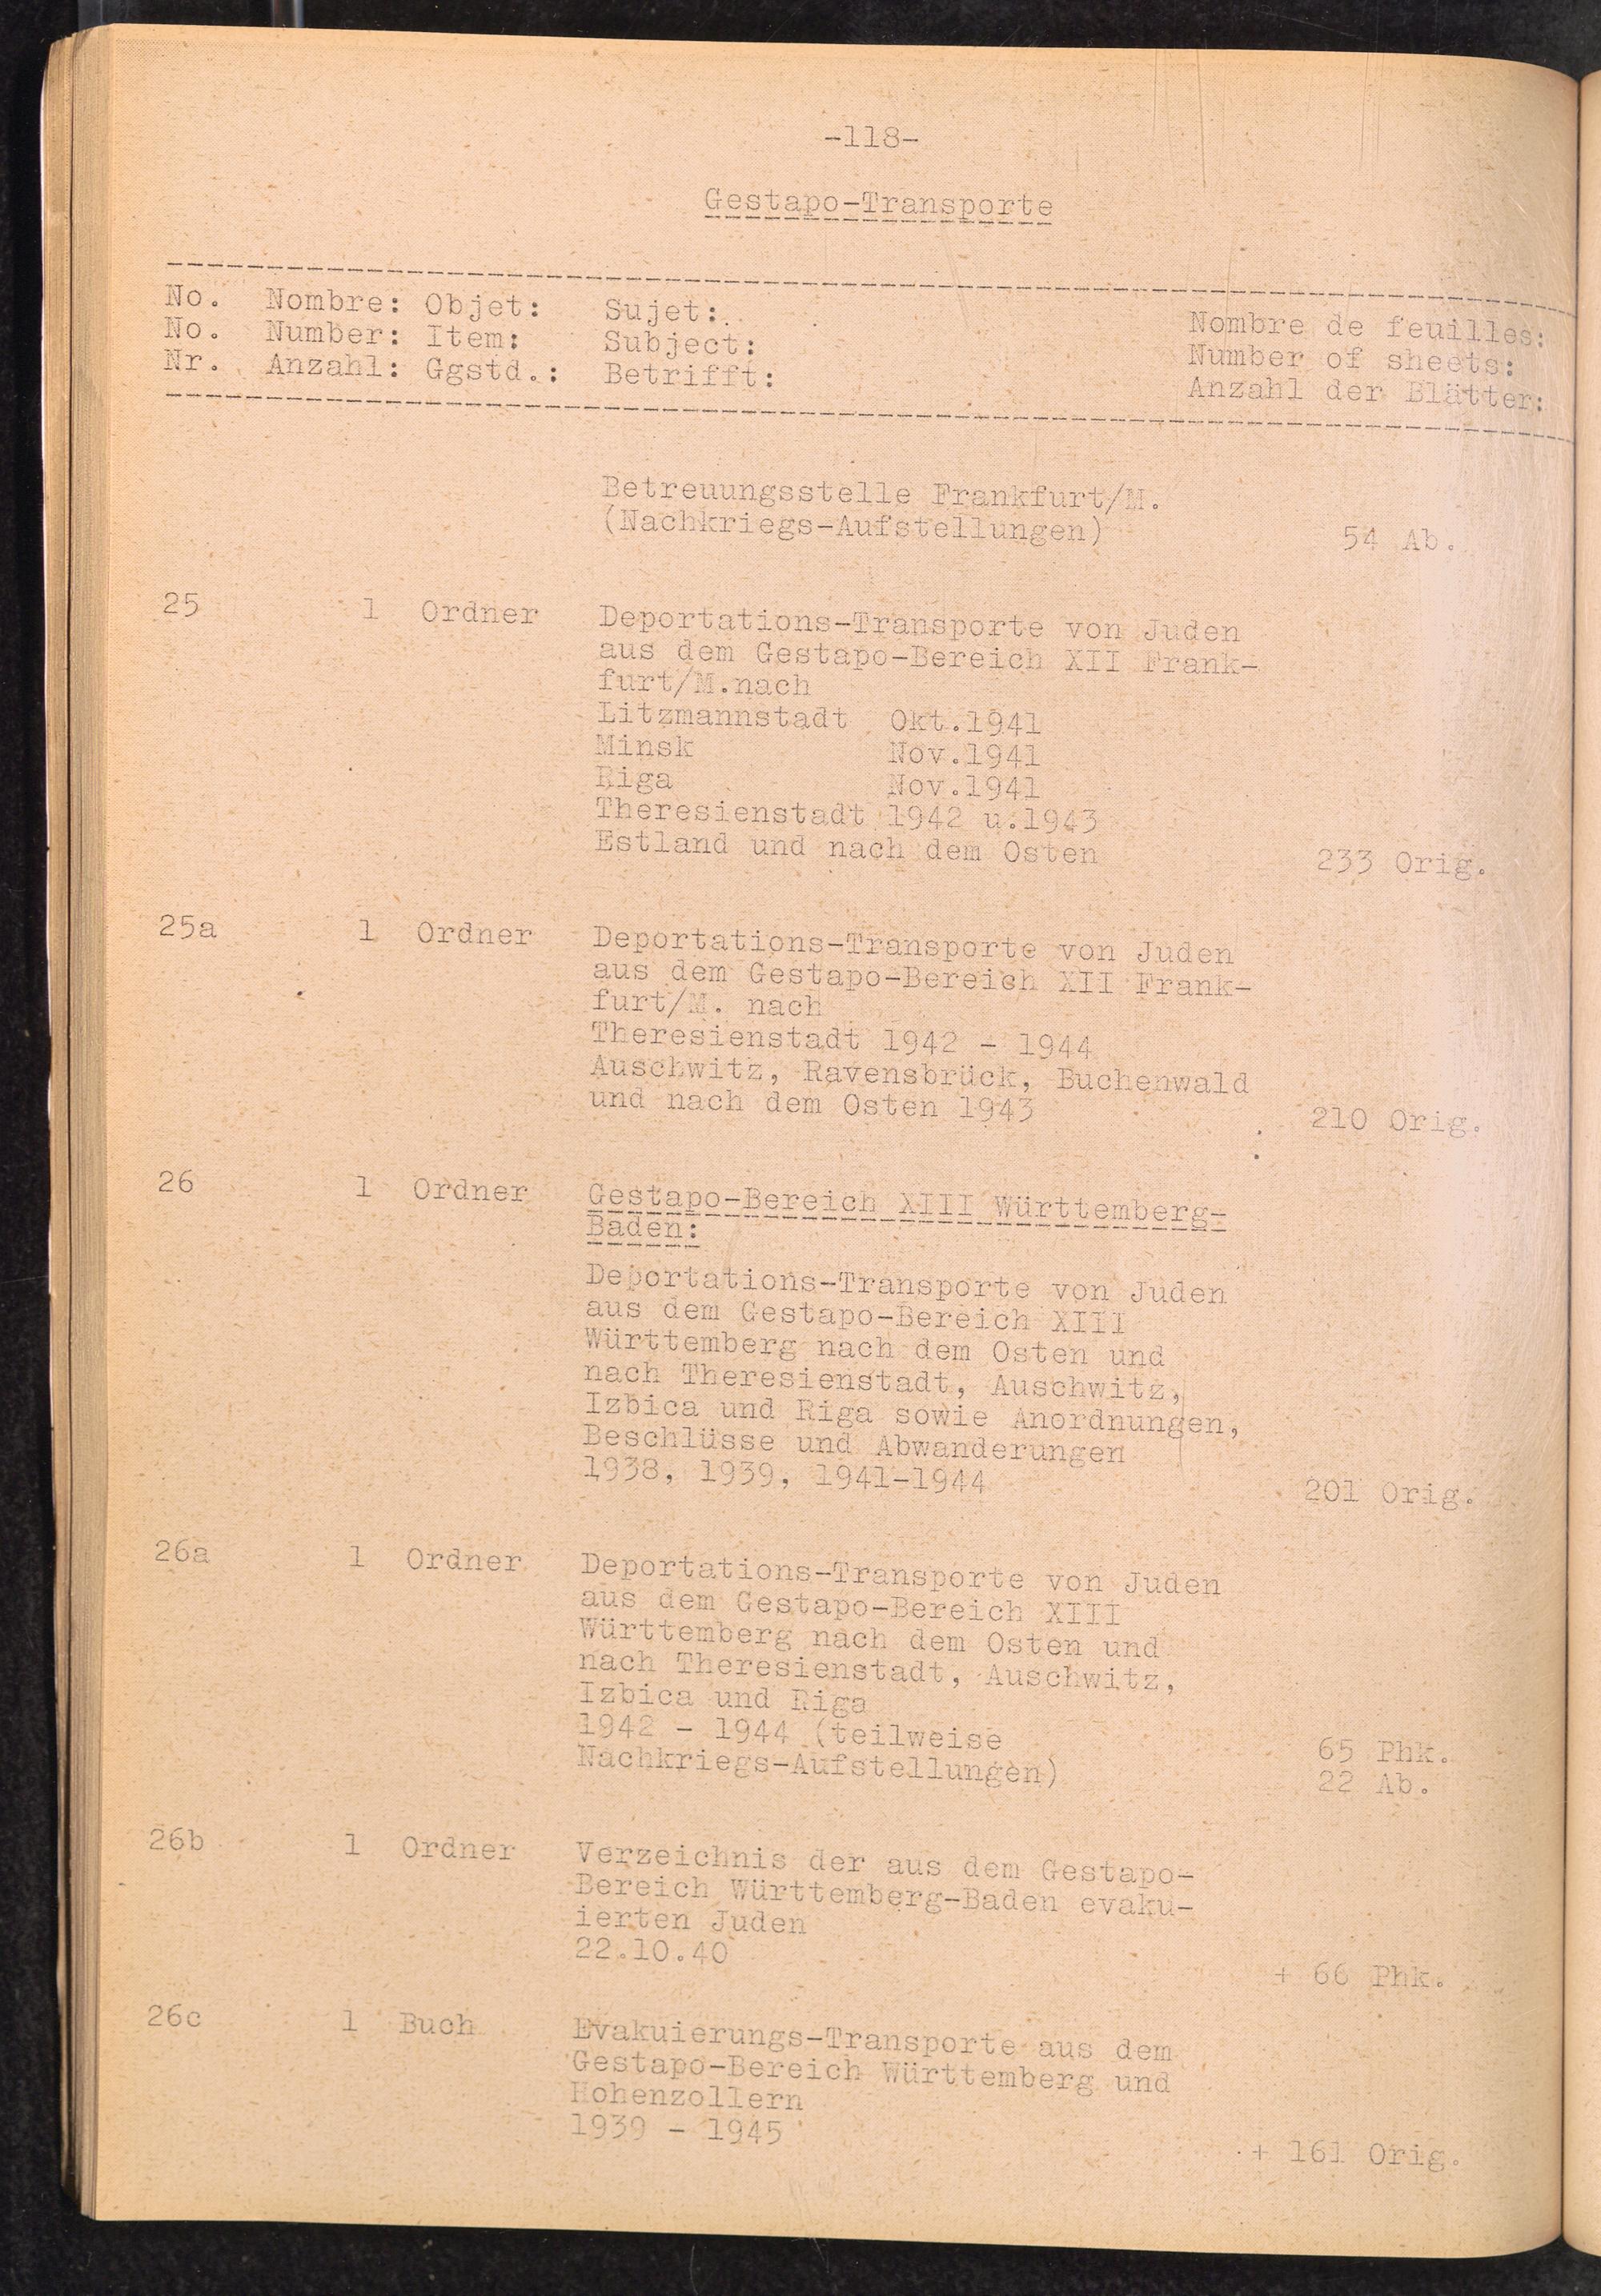 -118-
Gestapo-Transporte
No. Nombre: Objet: Sujet: Nombre de feuilles:
No. Number: Item: Subject: Number of sheets:
Nr. Anzahl: Ggstd.: Betrifft: Anzahl der Blätter:
Betreuungsstelle Frankfurt/M.
(Nachkriegs-Aufstellungen) 54 Ab.
25 1 Ordner Deportations-Transporte von Juden
aus dem Gestapo-Bereich XII Frank-
furt/M.nach
Litzmannstadt Okt.1941
Minsk Nov.1941
Riga Nov.1941
Theresienstadt 1942 u.1943
Estland und nach dem Osten 233 Orig.
25a 1 Ordner Deportations-Transporte von Juden
aus dem Gestapo-Bereich XII Frank-
furt/M. nach
Theresienstadt 1942 - 1944
Auschwitz, Ravensbrück, Buchenwald
und nach dem Osten 1943 210 Orig.
26 1 Ordner Gestapo-Bereich XIII Württemberg-
Baden:
Deportations-Transporte von Juden
aus dem Gestapo-Bereich XIII
Württemberg nach dem Osten und
nach Theresienstadt, Auschwitz,
Izbica und Riga sowie Anordnungen,
Beschlüsse und Abwanderungen
1938, 1939, 1941-1944 201 Orig.
26a 1 Ordner Deportations-Transporte von Juden
aus dem Gestapo-Bereich XIII
Württemberg nach dem Osten und
nach Theresienstadt, Auschwitz,
Izbica und Riga
1942 - 1944 (teilweise
Nachkriegs-Aufstellungen) 65 Phk.
22 Ab.
26b 1 Ordner Verzeichnis der aus dem Gestapo-
Bereich Württemberg-Baden evaku-
ierten Juden
22.10.40 + 66 Phk.
26c 1 Buch Evakuierungs-Transporte aus dem
Gestapo-Bereich Württemberg und
Hohenzollern
1939 - 1945 + 161 Orig.